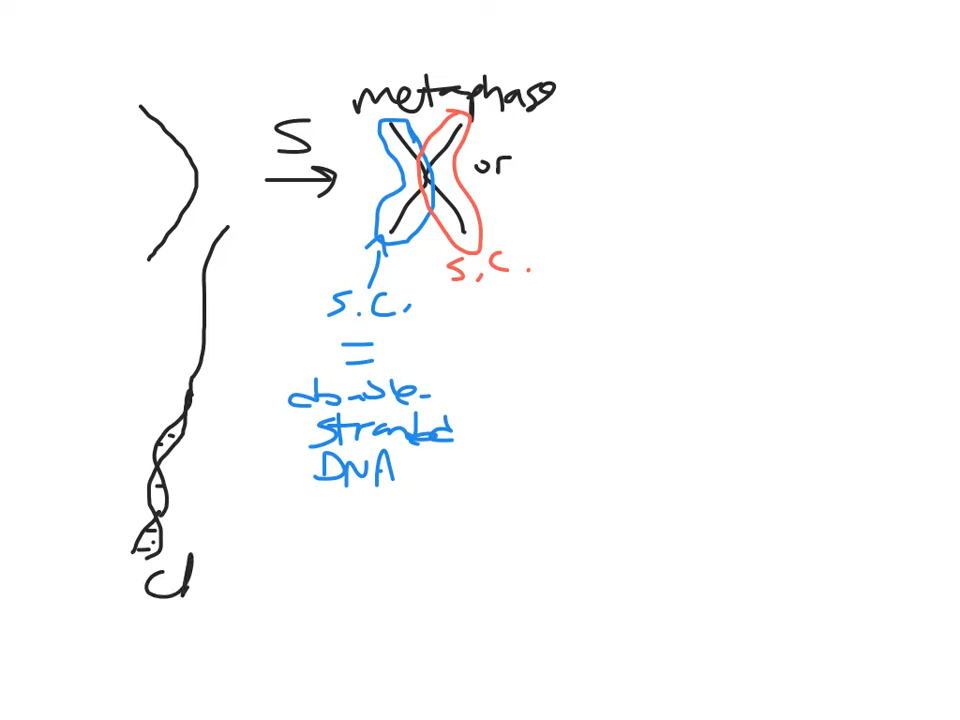 metaphase
S
or
S.C.
S.C.
=
double-
stranded
DNA